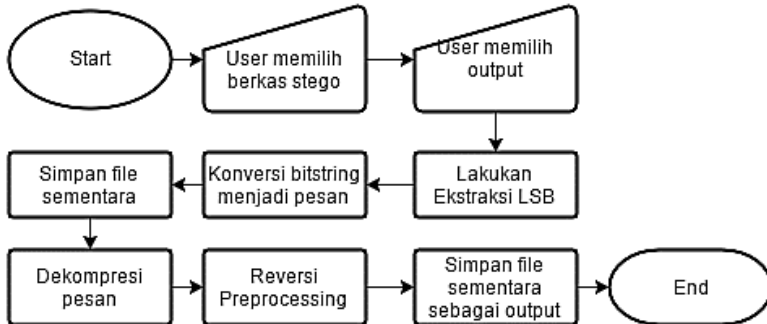 Start
User memilih
berkas stego
User memilih
output
Lakukan
Ekstraksi LSB
Konversi bitstring
menjadi pesan
Simpan file
sementara
Dekompresi
pesan
Reversi
Preprocessing
Simpan file
sementara
sebagai output
End